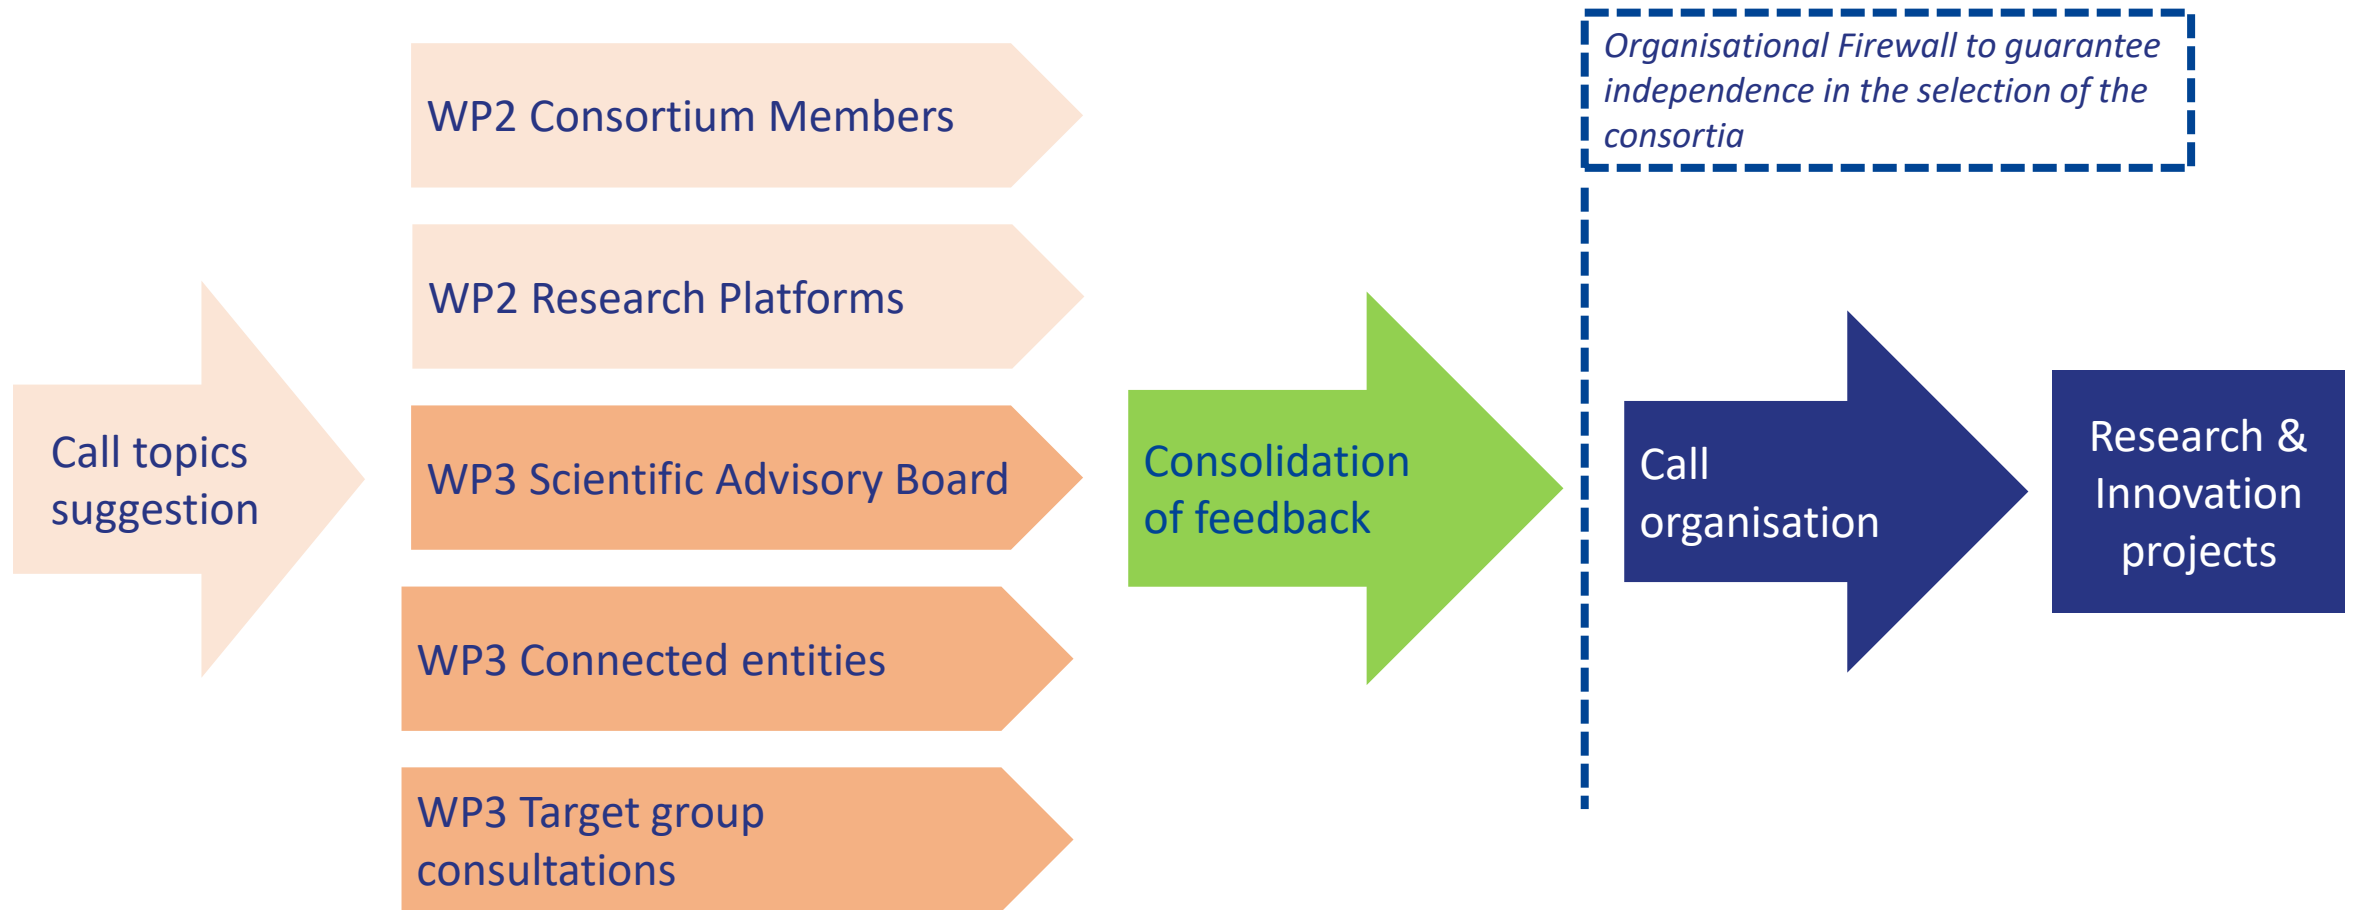 Call topics
suggestion
WP2 Consortium Members
WP2 Research Platforms
WP3 Scientific Advisory Board
WP3 Connected entities
WP3 Target group
consultations
Consolidation
of feedback
Organisational Firewall to guarantee
independence in the selection of the
consortia
Call
organisation
Research &
Innovation
projects